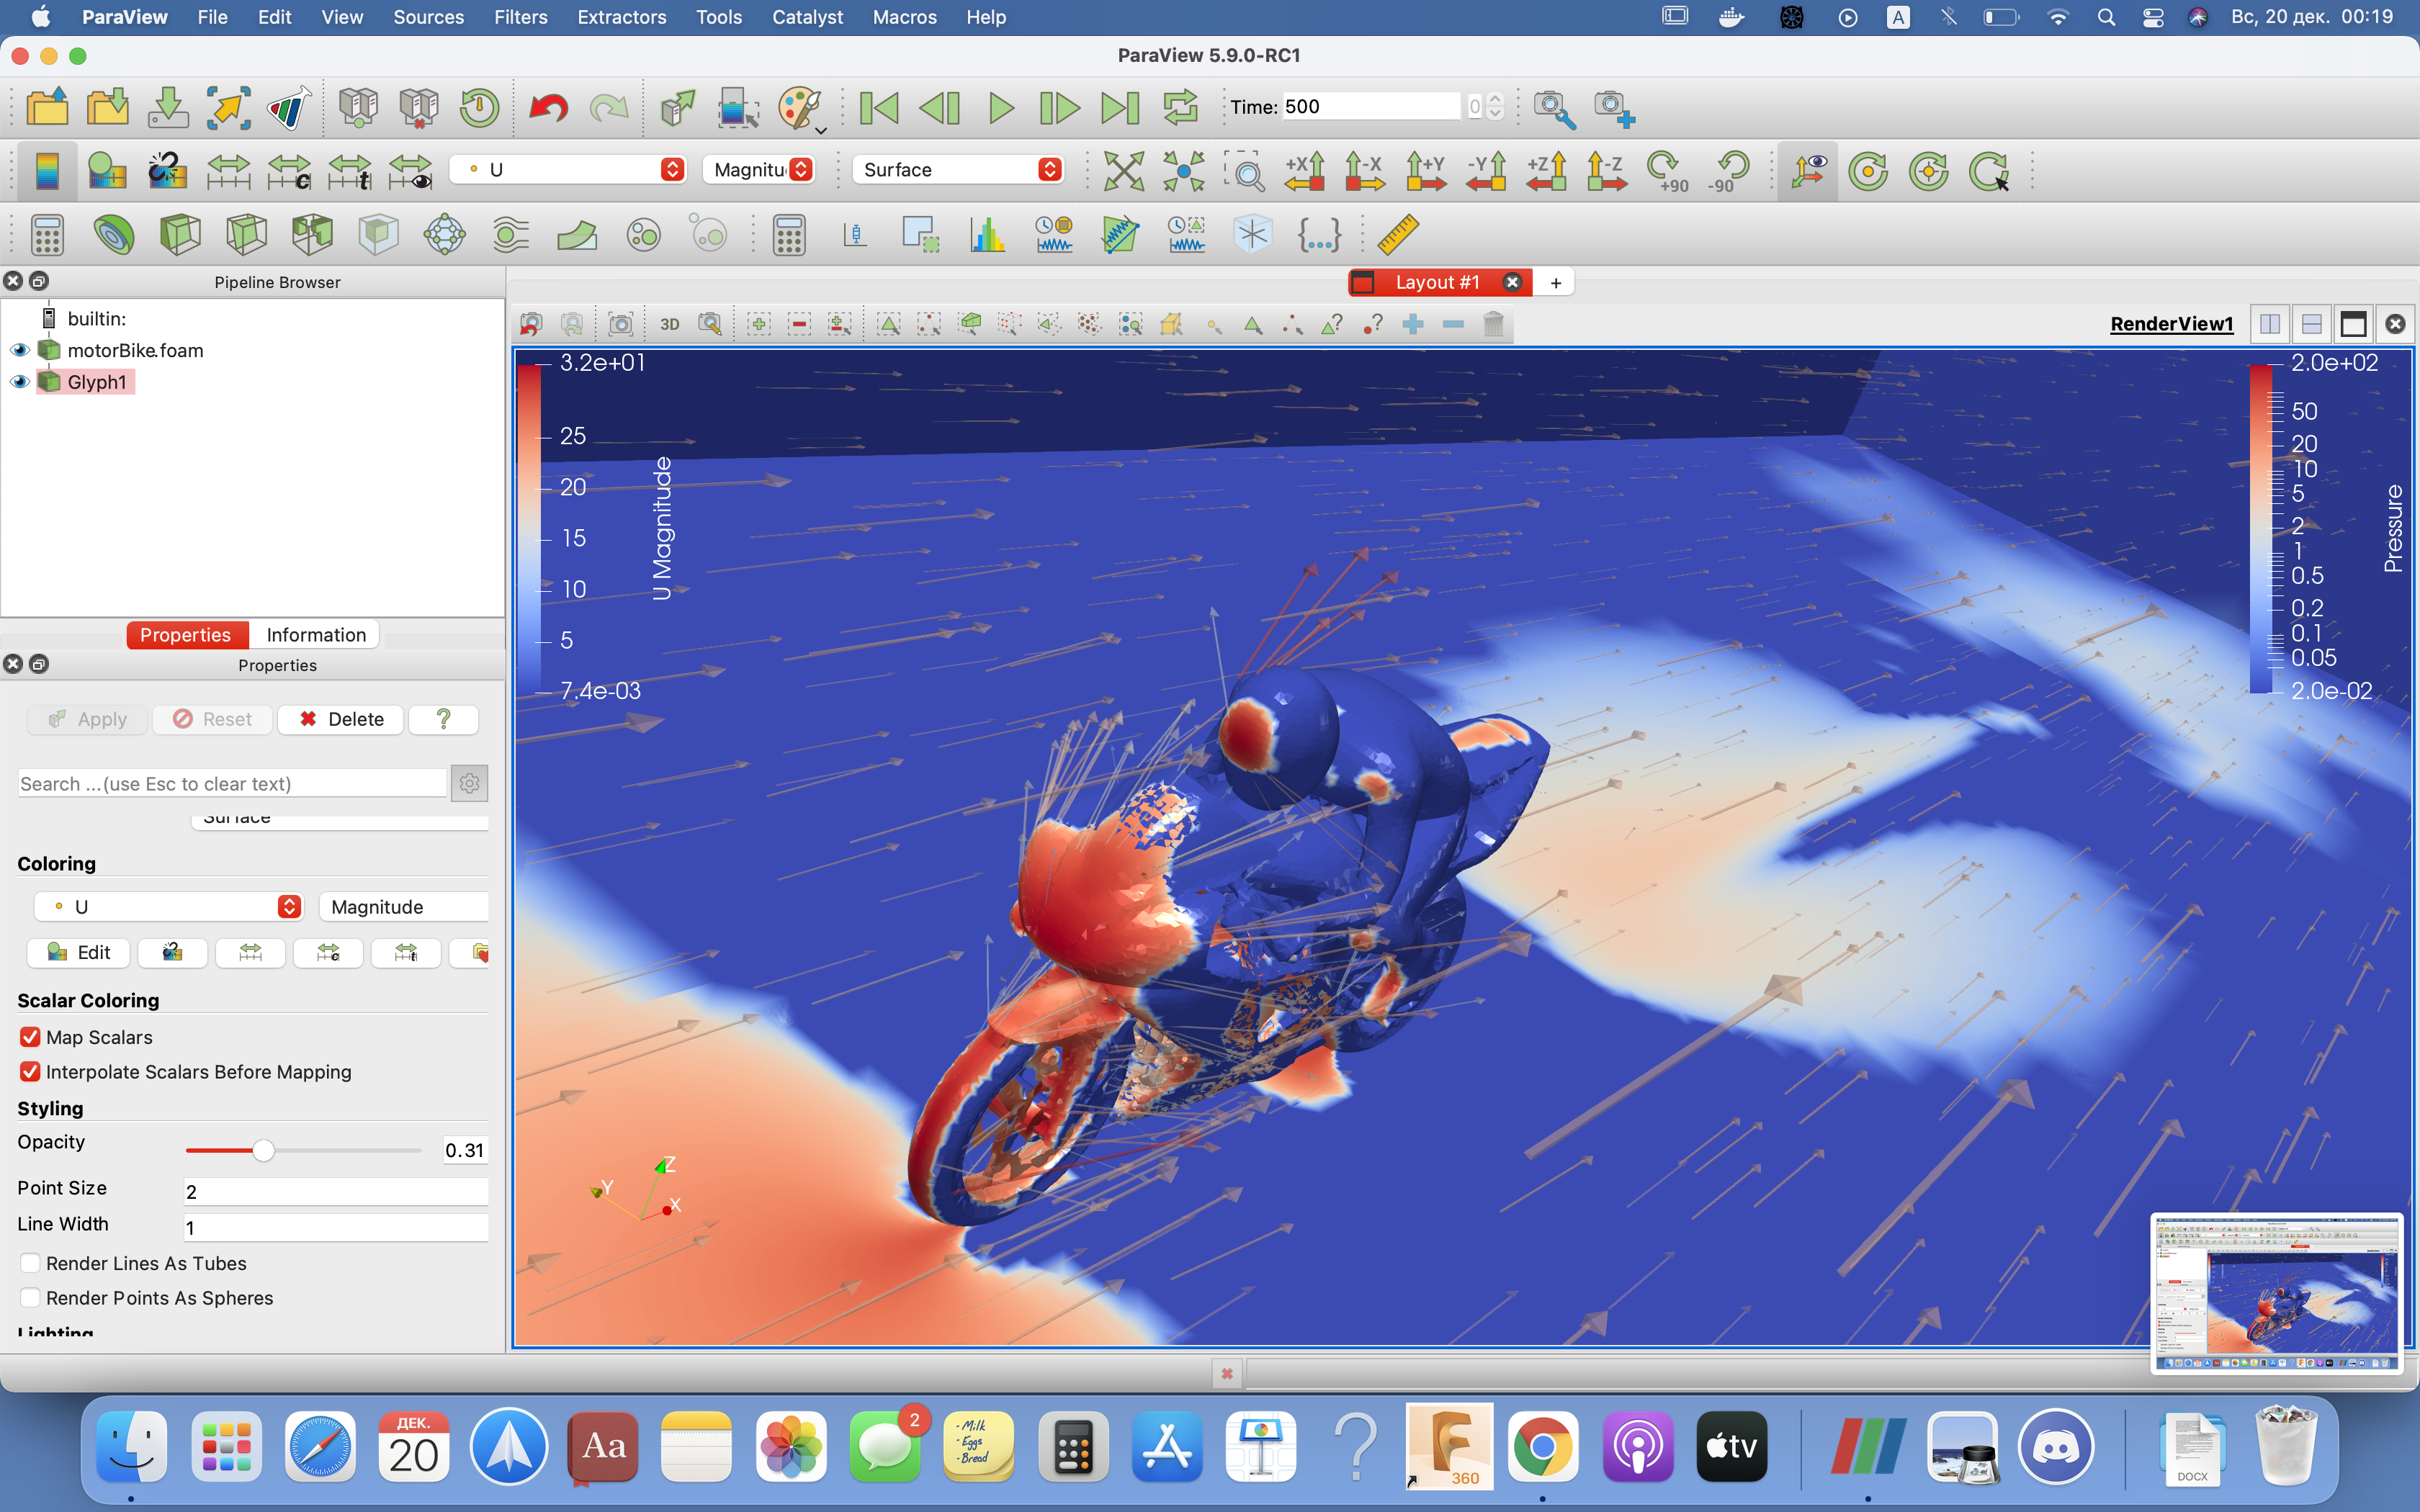 ParaView File Edit View Sources Filters Extractors Tools Catalyst Macros Help A Вс, 20 дек. 00:19
ParaView 5.9.0-RC1
Time: 500 0
U Magnitu Surface +X -X +Y -Y +Z -Z +90 -90
Pipeline Browser
Layout #1 +
builtin:
motorBike.foam
Glyph1
3D
RenderView1
3.2e+01
25
20
15
10
5
7.4e-03
U Magnitude
2.0e+02
50
20
10
5
2
1
0.5
0.2
0.1
0.05
2.0e-02
Pressure
Properties Information
Properties
Apply Reset Delete ?
Search ...(use Esc to clear text)
Surface
Coloring
U Magnitude
Edit
Scalar Coloring
Map Scalars
Interpolate Scalars Before Mapping
Styling
Opacity 0.31
Point Size 2
Line Width 1
Render Lines As Tubes
Render Points As Spheres
Lighting
Z
Y
X
ДЕК.
20
Aa
2
- Milk
- Eggs
- Bread
?
360
tv
DOCX